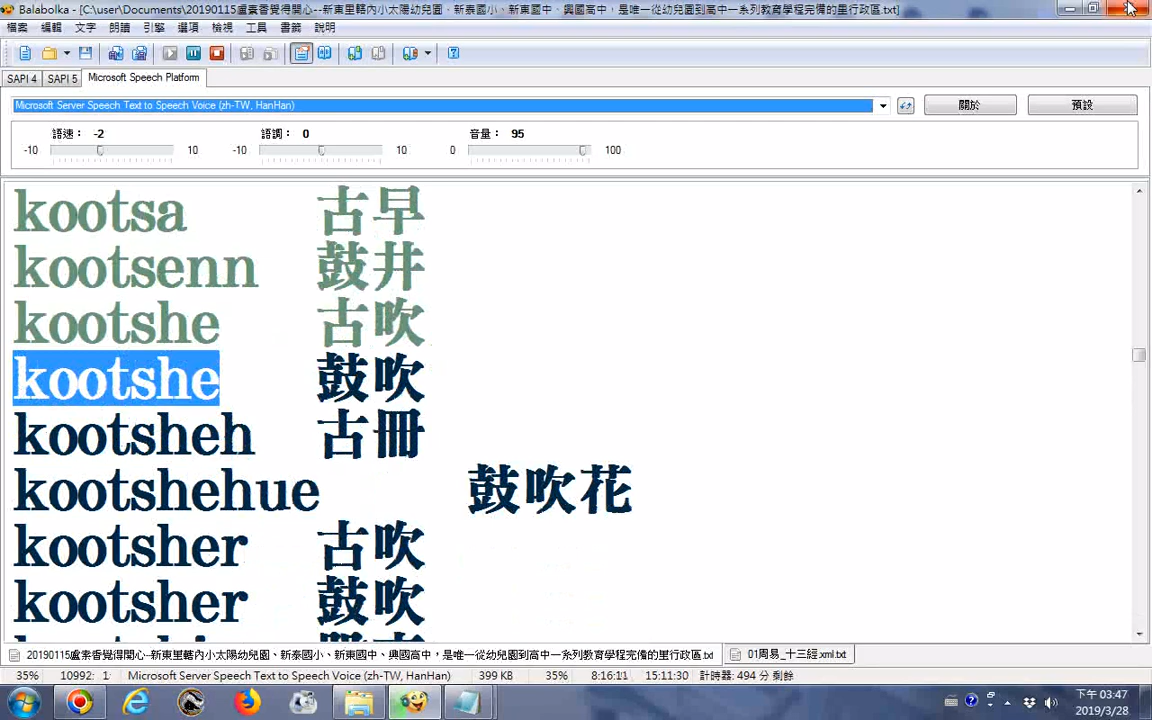 Balabolka - [C:\user\Documents\20190115盧素香覺得開心--新東里轄內小太陽幼兒園、新泰國小、新東國中、興國高中，是唯一從幼兒園到高中一系列教育學程完備的里行政區.txt]
檔案 編輯 文字 朗讀 引擎 選項 檢視 工具 書籤 說明
SAPI 4 SAPI 5 Microsoft Speech Platform
Microsoft Server Speech Text to Speech Voice (zh-TW, HanHan) 關於 預設
語速： -2 語調： 0 音量： 95
-10 10 -10 10 0 100
kootsa 古早
kootsenn 鼓井
kootshe 古吹
kootshe 鼓吹
kootsheh 古冊
kootshehue 鼓吹花
kootsher 古吹
kootsher 鼓吹
20190115盧素香覺得開心--新東里轄內小太陽幼兒園、新泰國小、新東國中、興國高中，是唯一從幼兒園到高中一系列教育學程完備的里行政區.txt 01周易_十三經.xml.txt
35% 10992: 1: Microsoft Server Speech Text to Speech Voice (zh-TW, HanHan) 399 KB 35% 8:16:11 15:11:30 計時器: 494 分 剩餘
下午 03:47
2019/3/28